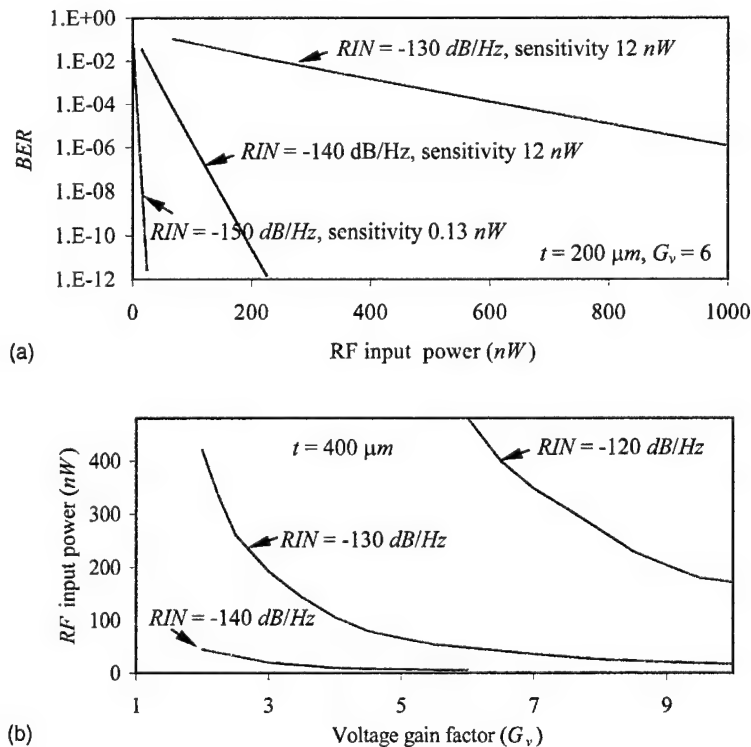 1.E+00
1.E-02
1.E-04
1.E-06
1.E-08
1.E-10
1.E-12
BER
RIN = -130 dB/Hz, sensitivity 12 nW
RIN = -140 dB/Hz, sensitivity 12 nW
RIN = -150 dB/Hz, sensitivity 0.13 nW
t = 200 μm, Gv = 6
0 200 400 600 800 1000
RF input power (nW)
(a)
400
300
200
100
0
RF input power (nW)
t = 400 μm
RIN = -120 dB/Hz
RIN = -130 dB/Hz
RIN = -140 dB/Hz
1 3 5 7 9
Voltage gain factor (Gv)
(b)